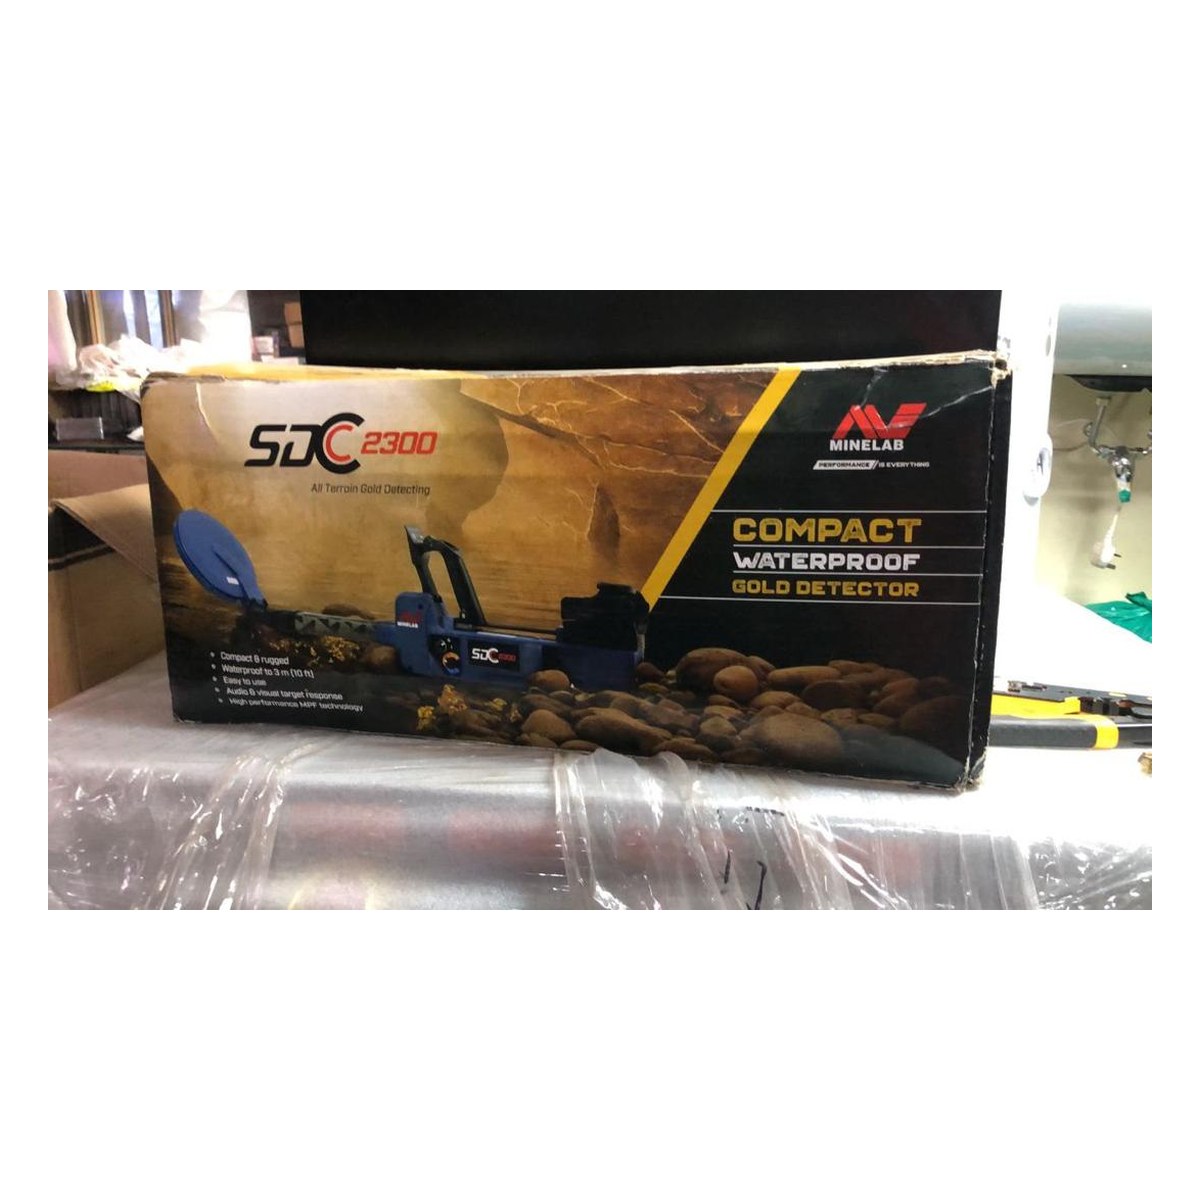 SDC 2300
All Terrain Gold Detecting
MINELAB
PERFORMANCE IS EVERYTHING
COMPACT
WATERPROOF
GOLD DETECTOR
MINELAB
SDC 2300
Compact & rugged
Waterproof to 3 m (10 ft)
Easy to use
Audio & visual target response
High performance MPF technology